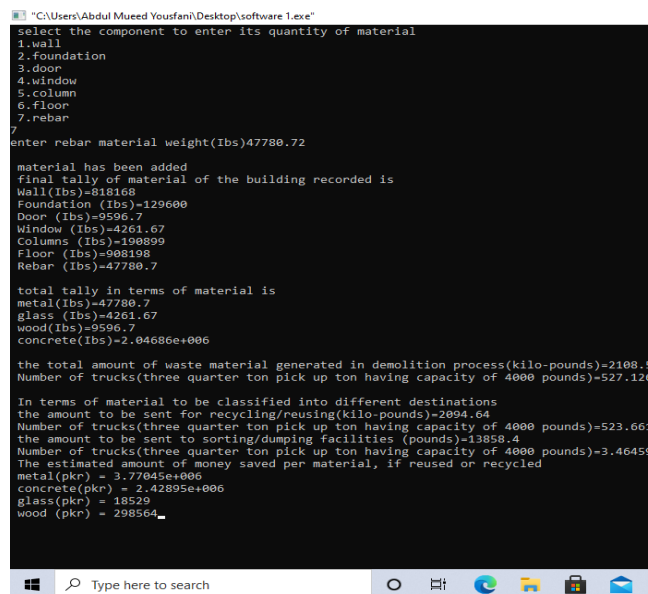 "C:\Users\Abdul Mueed Yousfani\Desktop\software 1.exe"
select the component to enter its quantity of material
1.wall
2.foundation
3.door
4.window
5.column
6.floor
7.rebar
7
enter rebar material weight(Ibs)47780.72
material has been added
final tally of material of the building recorded is
Wall(Ibs)=818168
Foundation (Ibs)=129600
Door (Ibs)=9596.7
Window (Ibs)=4261.67
Columns (Ibs)=190899
Floor (Ibs)=908198
Rebar (Ibs)=47780.7
total tally in terms of material is
metal(Ibs)=47780.7
glass (Ibs)=4261.67
wood(Ibs)=9596.7
concrete(Ibs)=2.04686e+006
the total amount of waste material generated in demolition process(kilo-pounds)=2108.
Number of trucks(three quarter ton pick up ton having capacity of 4000 pounds)=527.12
In terms of material to be classified into different destinations
the amount to be sent for recycling/reusing(kilo-pounds)=2094.64
Number of trucks(three quarter ton pick up ton having capacity of 4000 pounds)=523.66
the amount to be sent to sorting/dumping facilities (pounds)=13858.4
Number of trucks(three quarter ton pick up ton having capacity of 4000 pounds)=3.4645
The estimated amount of money saved per material, if reused or recycled
metal(pkr) = 3.77045e+006
concrete(pkr) = 2.42895e+006
glass(pkr) = 18529
wood (pkr) = 298564
Type here to search